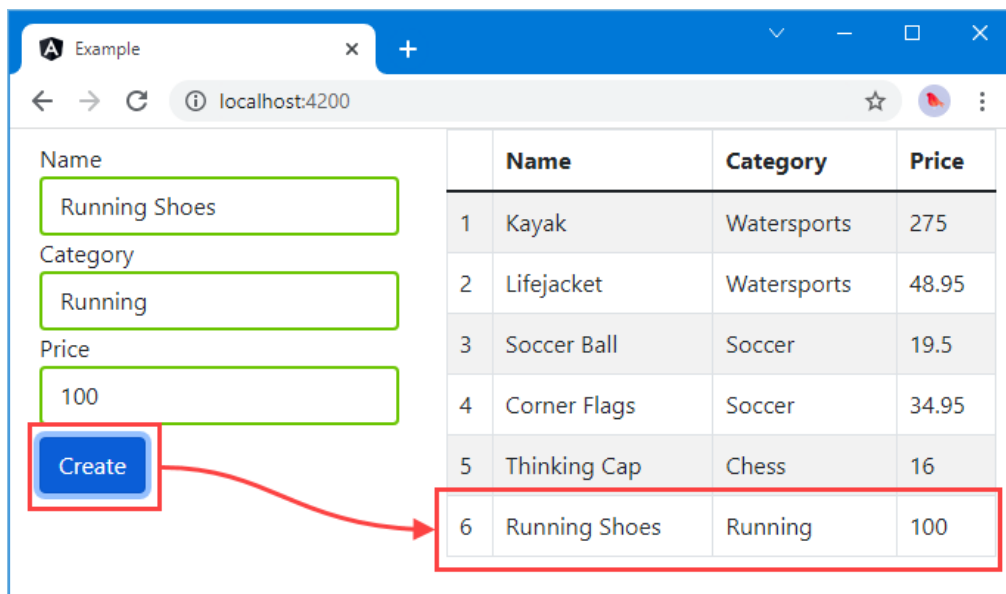 Example
localhost:4200
Name
Running Shoes
Category
Running
Price
100
Create
Name Category Price
1 Kayak Watersports 275
2 Lifejacket Watersports 48.95
3 Soccer Ball Soccer 19.5
4 Corner Flags Soccer 34.95
5 Thinking Cap Chess 16
6 Running Shoes Running 100